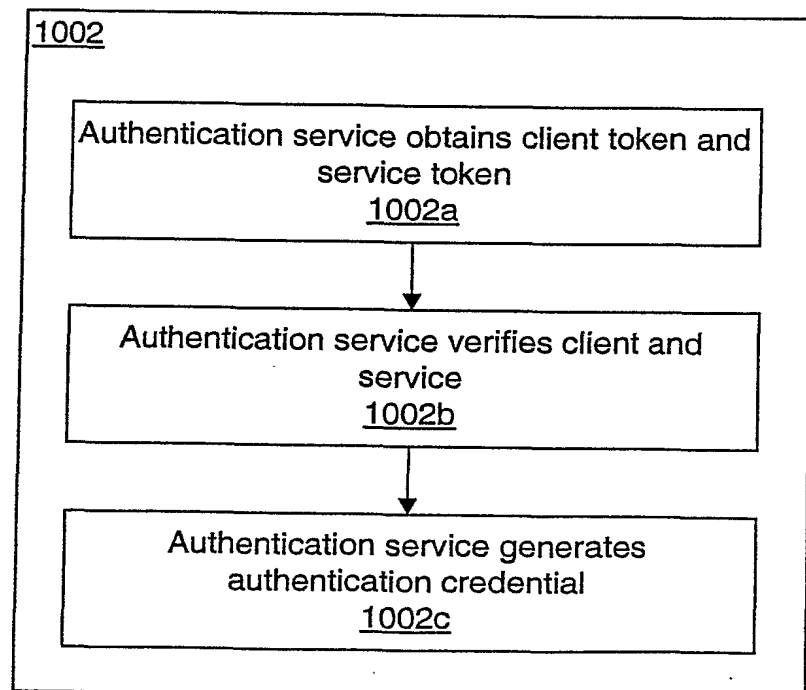 1002
Authentication service obtains client token and
service token
1002a
Authentication service verifies client and
service
1002b
Authentication service generates
authentication credential
1002c